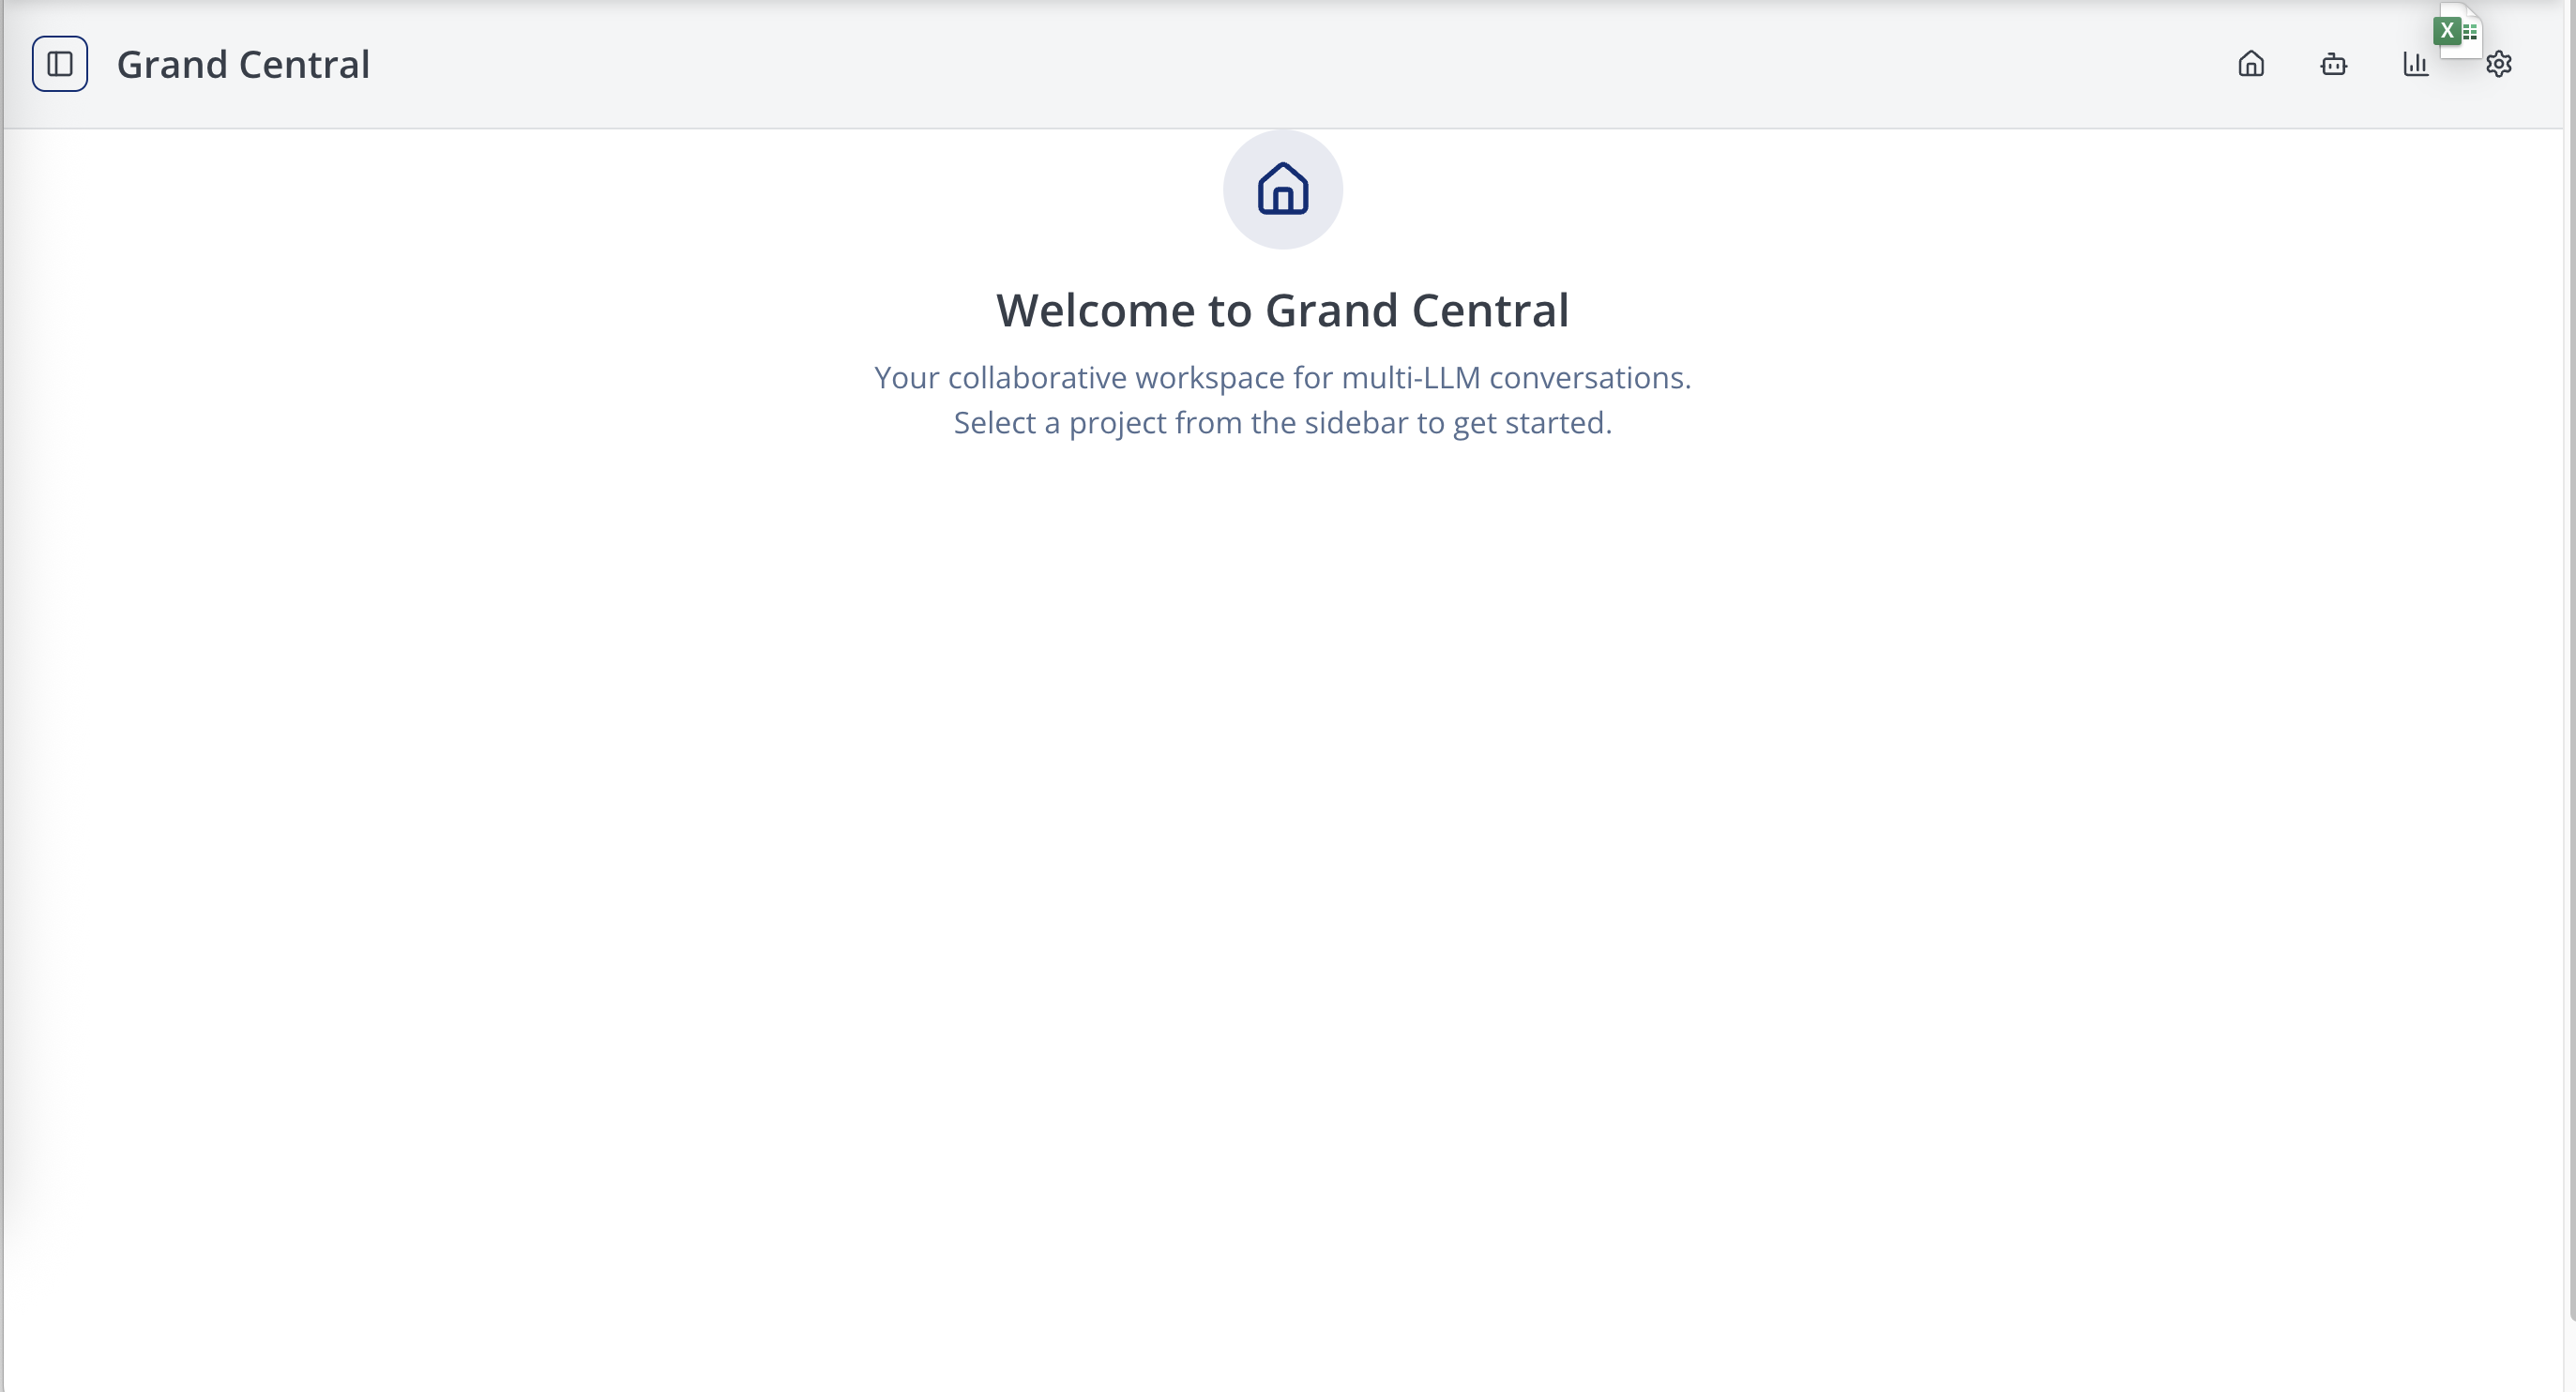 Grand Central
X
Welcome to Grand Central
Your collaborative workspace for multi-LLM conversations.
Select a project from the sidebar to get started.